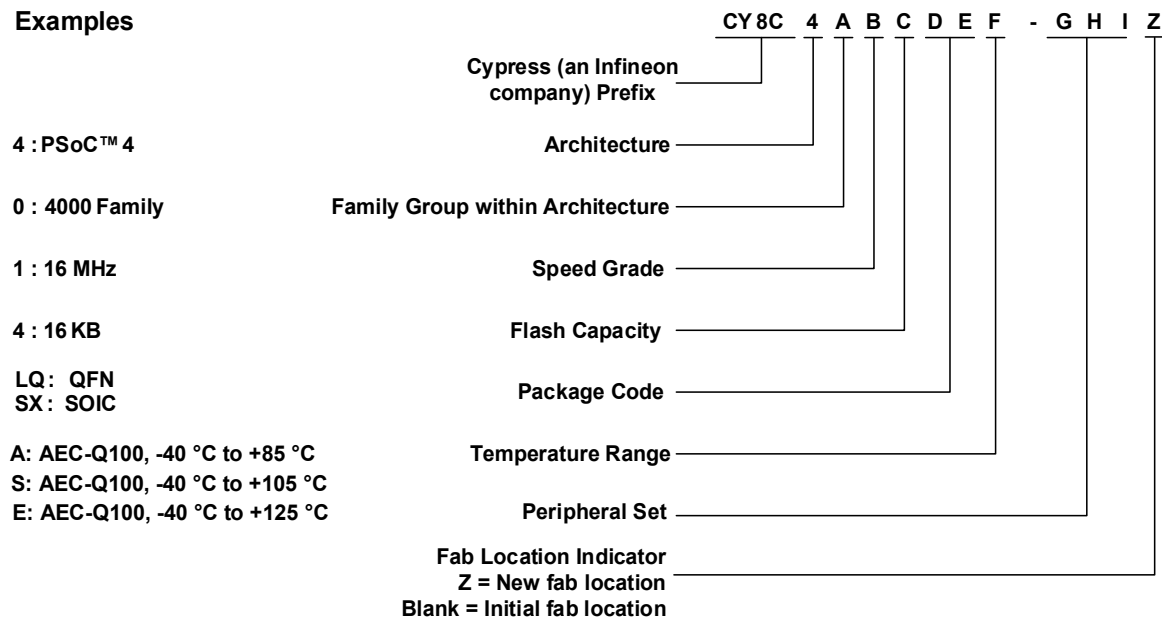 Examples
CY8C 4 A B C D E F - G H I Z
Cypress (an Infineon
company) Prefix
4 : PSoC™ 4
Architecture
0 : 4000 Family
Family Group within Architecture
1 : 16 MHz
Speed Grade
4 : 16 KB
Flash Capacity
LQ : QFN
SX : SOIC
Package Code
A: AEC-Q100, -40 °C to +85 °C
S: AEC-Q100, -40 °C to +105 °C
E: AEC-Q100, -40 °C to +125 °C
Temperature Range
Peripheral Set
Fab Location Indicator
Z = New fab location
Blank = Initial fab location